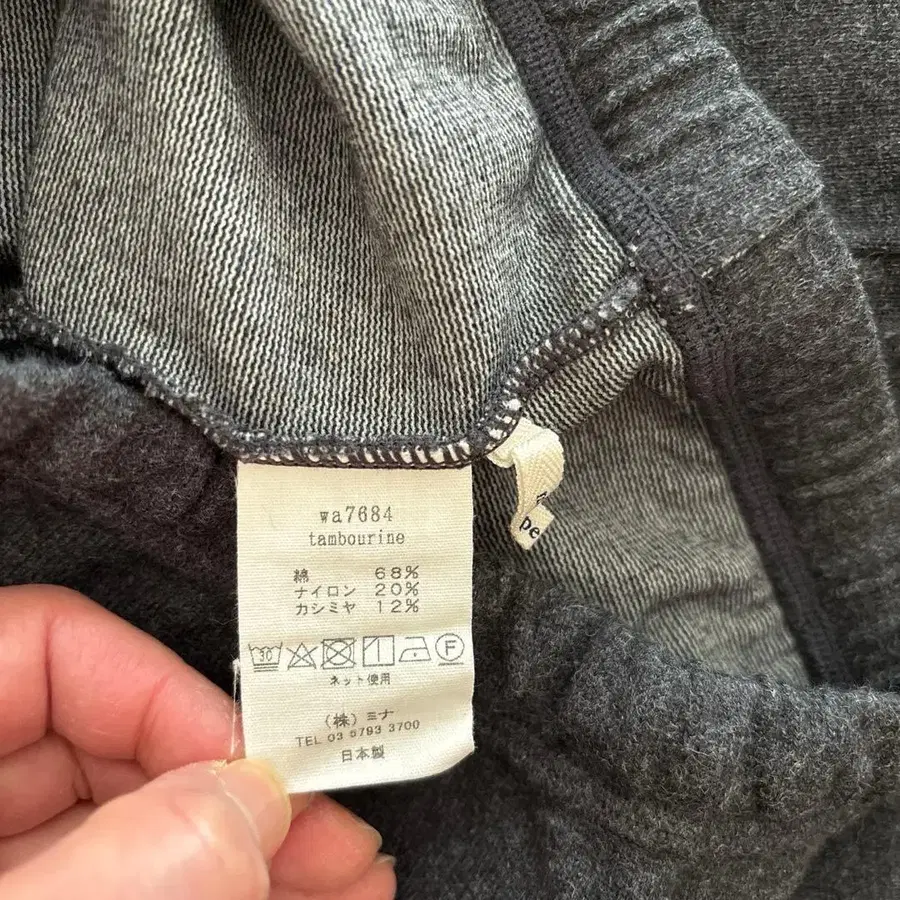 wa7684
tambourine
綿 68%
ナイロン 20%
カシミヤ 12%
30
F
ネット使用
(株)ミナ
TEL 03 5793 3700
日本製
pe